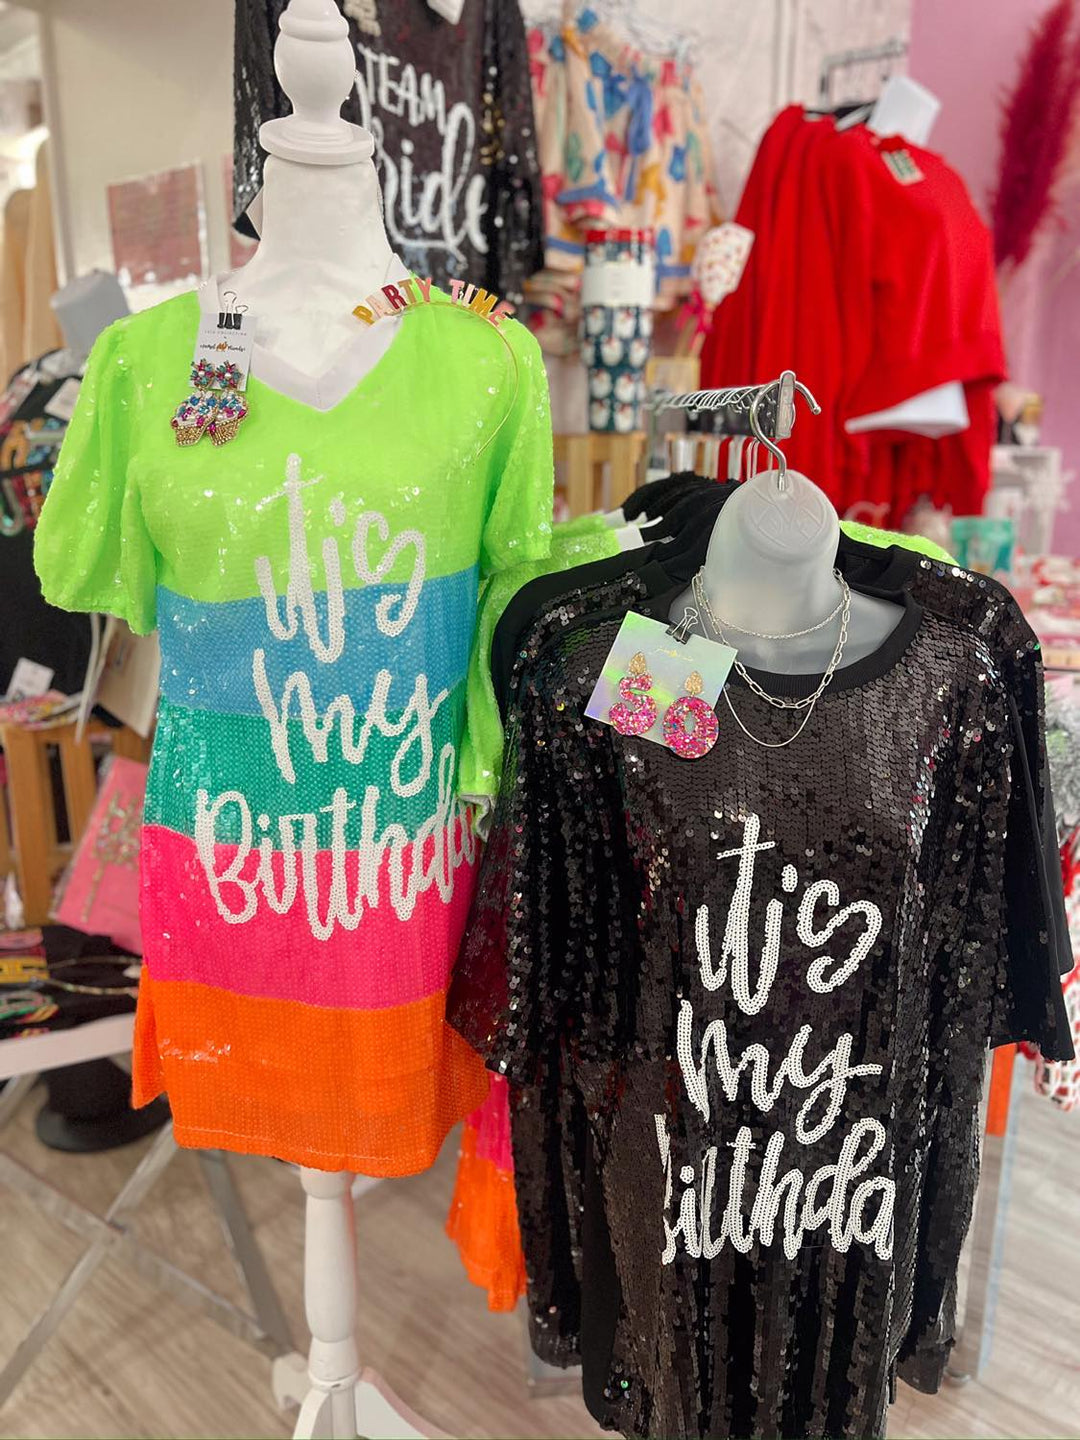 TEAM
Bride
PARTY TIME
it's
my
Birthda
50
it's
my
birthda